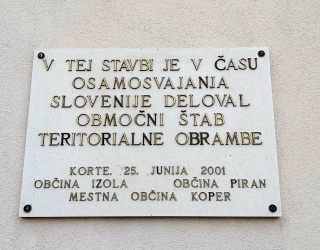 V TEJ STAVBI JE V ČASU
OSAMOSVAJANJA
SLOVENIJE DELOVAL
OBMOČNI ŠTAB
TERITORIALNE OBRAMBE
KORTE, 25. JUNIJA 2001
OBČINA IZOLA OBČINA PIRAN
MESTNA OBČINA KOPER